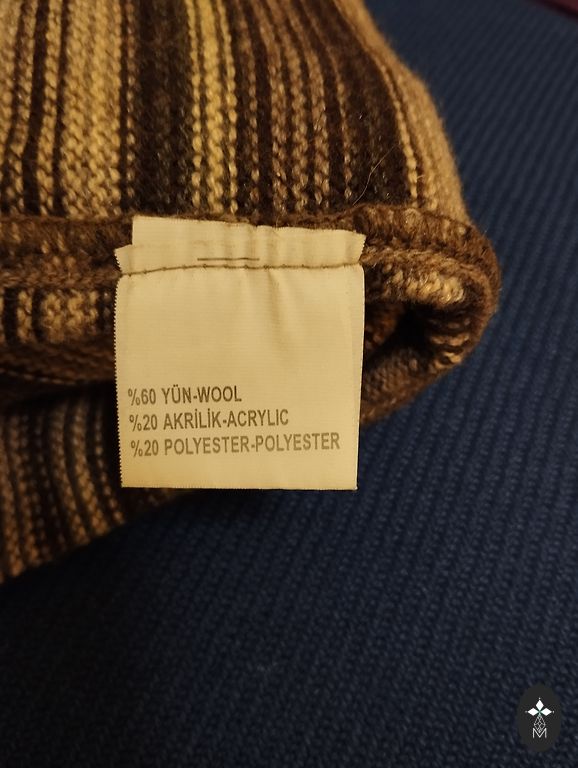 %60 YÜN-WOOL
%20 AKRİLİK-ACRYLIC
%20 POLYESTER-POLYESTER
M